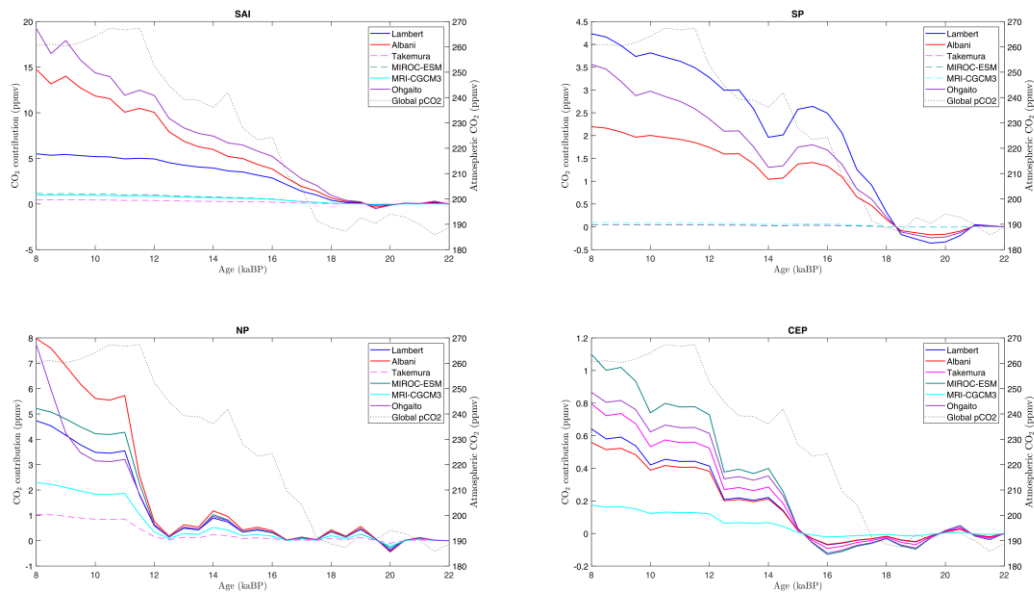 SAI
20
15
10
5
0
-5
CO2 contribution (ppmv)
8 10 12 14 16 18 20 22
Age (kaBP)
270
260
250
240
230
220
210
200
190
180
Atmospheric CO2 (ppmv)
Lambert
Albani
Takemura
MIROC-ESM
MRI-CGCM3
Ohgaito
Global pCO2
SP
4.5
4
3.5
3
2.5
2
1.5
1
0.5
0
-0.5
CO2 contribution (ppmv)
8 10 12 14 16 18 20 22
Age (kaBP)
270
260
250
240
230
220
210
200
190
180
Atmospheric CO2 (ppmv)
Lambert
Albani
Takemura
MIROC-ESM
MRI-CGCM3
Ohgaito
Global pCO2
NP
8
7
6
5
4
3
2
1
0
-1
CO2 contribution (ppmv)
8 10 12 14 16 18 20 22
Age (kaBP)
270
260
250
240
230
220
210
200
190
180
Atmospheric CO2 (ppmv)
Lambert
Albani
Takemura
MIROC-ESM
MRI-CGCM3
Ohgaito
Global pCO2
CEP
1.2
1
0.8
0.6
0.4
0.2
0
-0.2
CO2 contribution (ppmv)
8 10 12 14 16 18 20 22
Age (kaBP)
270
260
250
240
230
220
210
200
190
180
Atmospheric CO2 (ppmv)
Lambert
Albani
Takemura
MIROC-ESM
MRI-CGCM3
Ohgaito
Global pCO2